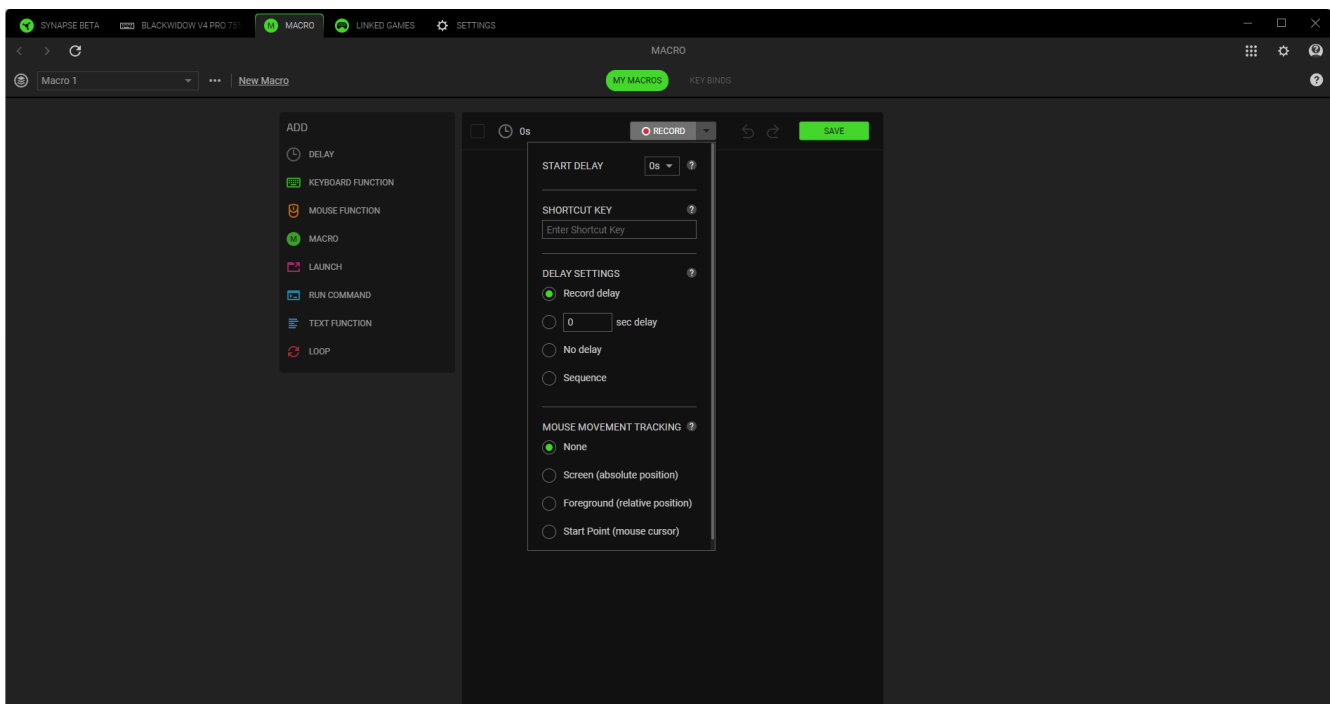 SYNAPSE BETA BLACKWIDOW V4 PRO 75% MACRO LINKED GAMES SETTINGS
MACRO
Macro 1 New Macro MY MACROS KEY BINDS
ADD
DELAY
KEYBOARD FUNCTION
MOUSE FUNCTION
MACRO
LAUNCH
RUN COMMAND
TEXT FUNCTION
LOOP
0s RECORD SAVE
START DELAY 0s ?
SHORTCUT KEY ?
Enter Shortcut Key
DELAY SETTINGS ?
Record delay
0 sec delay
No delay
Sequence
MOUSE MOVEMENT TRACKING ?
None
Screen (absolute position)
Foreground (relative position)
Start Point (mouse cursor)